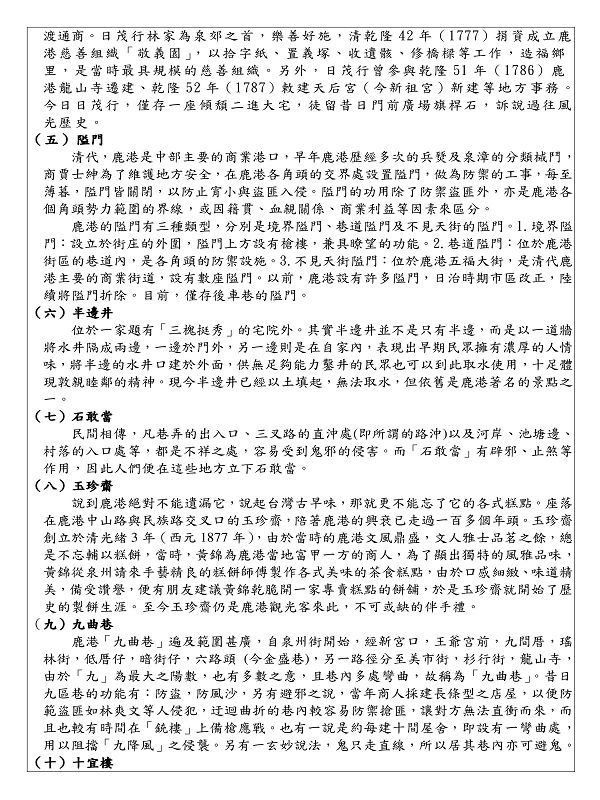 渡通商。日茂行林家為泉郊之首，樂善好施，清乾隆 42 年（1777）捐資成立鹿
港慈善組織「敬義園」，以拾字紙、置義塚、收遺骸、修橋樑等工作，造福鄉
里，是當時最具規模的慈善組織。另外，日茂行曾參與乾隆 51 年（1786）鹿
港龍山寺遷建、乾隆 52 年（1787）敕建天后宮（今新祖宮）新建等地方事務。
今日日茂行，僅存一座傾頹二進大宅，徒留昔日門前廣場旗桿石，訴說過往風
光歷史。
（五）隘門
清代，鹿港是中部主要的商業港口，早年鹿港歷經多次的兵燹及泉漳的分類械鬥，
商賈士紳為了維護地方安全，在鹿港各角頭的交界處設置隘門，做為防禦的工事，每至
薄暮，隘門皆關閉，以防止宵小與盜匪入侵。隘門的功用除了防禦盜匪外，亦是鹿港各
個角頭勢力範圍的界線，或因籍貫、血親關係、商業利益等因素來區分。
鹿港的隘門有三種類型，分別是境界隘門、巷道隘門及不見天街的隘門。1.境界隘
門：設立於街庄的外圍，隘門上方設有槍樓，兼具瞭望的功能。2.巷道隘門：位於鹿港
街區的巷道內，是各角頭的防禦設施。3.不見天街隘門：位於鹿港五福大街，是清代鹿
港主要的商業街道，設有數座隘門。以前，鹿港設有許多隘門，日治時期市區改正，陸
續將隘門折除。目前，僅存後車巷的隘門。
（六）半邊井
位於一家題有「三槐挺秀」的宅院外。其實半邊井並不是只有半邊，而是以一道牆
將水井隔成兩邊，一邊於門外，另一邊則是在自家內，表現出早期民眾擁有濃厚的人情
味，將半邊的水井口建於外面，供無足夠能力鑿井的民眾也可以到此取水使用，十足體
現敦親睦鄰的精神。現今半邊井已經以土填起，無法取水，但依舊是鹿港著名的景點之
一。
（七）石敢當
民間相傳，凡巷弄的出入口、三叉路的直沖處(即所謂的路沖)以及河岸、池塘邊、
村落的入口處等，都是不祥之處，容易受到鬼邪的侵害。而「石敢當」有辟邪、止煞等
作用，因此人們便在這些地方立下石敢當。
（八）玉珍齋
說到鹿港絕對不能遺漏它，說起台灣古早味，那就更不能忘了它的各式糕點。座落
在鹿港中山路與民族路交叉口的玉珍齋，陪著鹿港的興衰已走過一百多個年頭。玉珍齋
創立於清光緒 3 年（西元 1877 年），由於當時的鹿港文風鼎盛，文人雅士品茗之餘，總
是不忘輔以糕餅，當時，黃錦為鹿港當地富甲一方的商人，為了顯出獨特的風雅品味，
黃錦從泉州請來手藝精良的糕餅師傅製作各式美味的茶食糕點，由於口感細緻、味道精
美，備受讚譽，便有朋友建議黃錦乾脆開一家專賣糕點的餅舖，於是玉珍齋就開始了歷
史的製餅生涯。至今玉珍齋仍是鹿港觀光客來此，不可或缺的伴手禮。
（九）九曲巷
鹿港「九曲巷」遍及範圍甚廣，自泉州街開始，經新宮口，王爺宮前，九間厝，瑤
林街，低厝仔，暗街仔，六路頭 (今金盛巷)，另一路徑分至美市街，杉行街，龍山寺，
由於「九」為最大之陽數，也有多數之意，且巷內多處彎曲，故稱為「九曲巷」。昔日
九區巷的功能有：防盜，防風沙，另有避邪之說，當年商人採建長條型之店屋，以便防
範盜匪如林爽文等人侵犯，迂迴曲折的巷內較容易防禦搶匪，讓對方無法直衝而來，而
且也較有時間在「銃樓」上備槍應戰。也有一說是約每建十間屋舍，即設有一彎曲處，
用以阻擋「九降風」之侵襲。另有一玄妙說法，鬼只走直線，所以居其巷內亦可避鬼。
（十）十宜樓